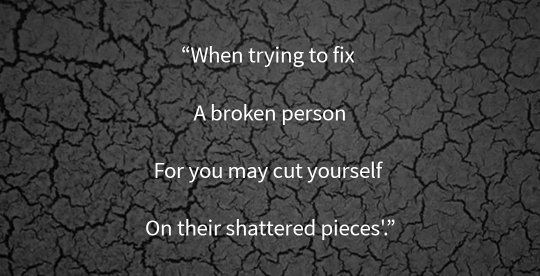 “When trying to fix
A broken person
For you may cut yourself
On their shattered pieces'.”